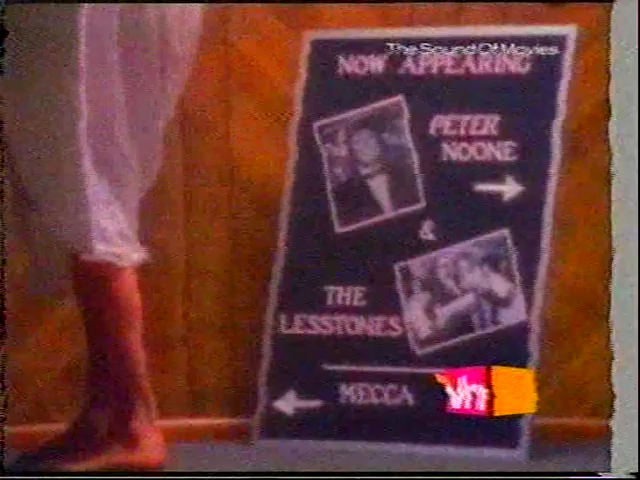 The Sound Of Movies
NOW APPEARING
PETER
NOONE
&
THE
LESSTONES
MECCA
VH1